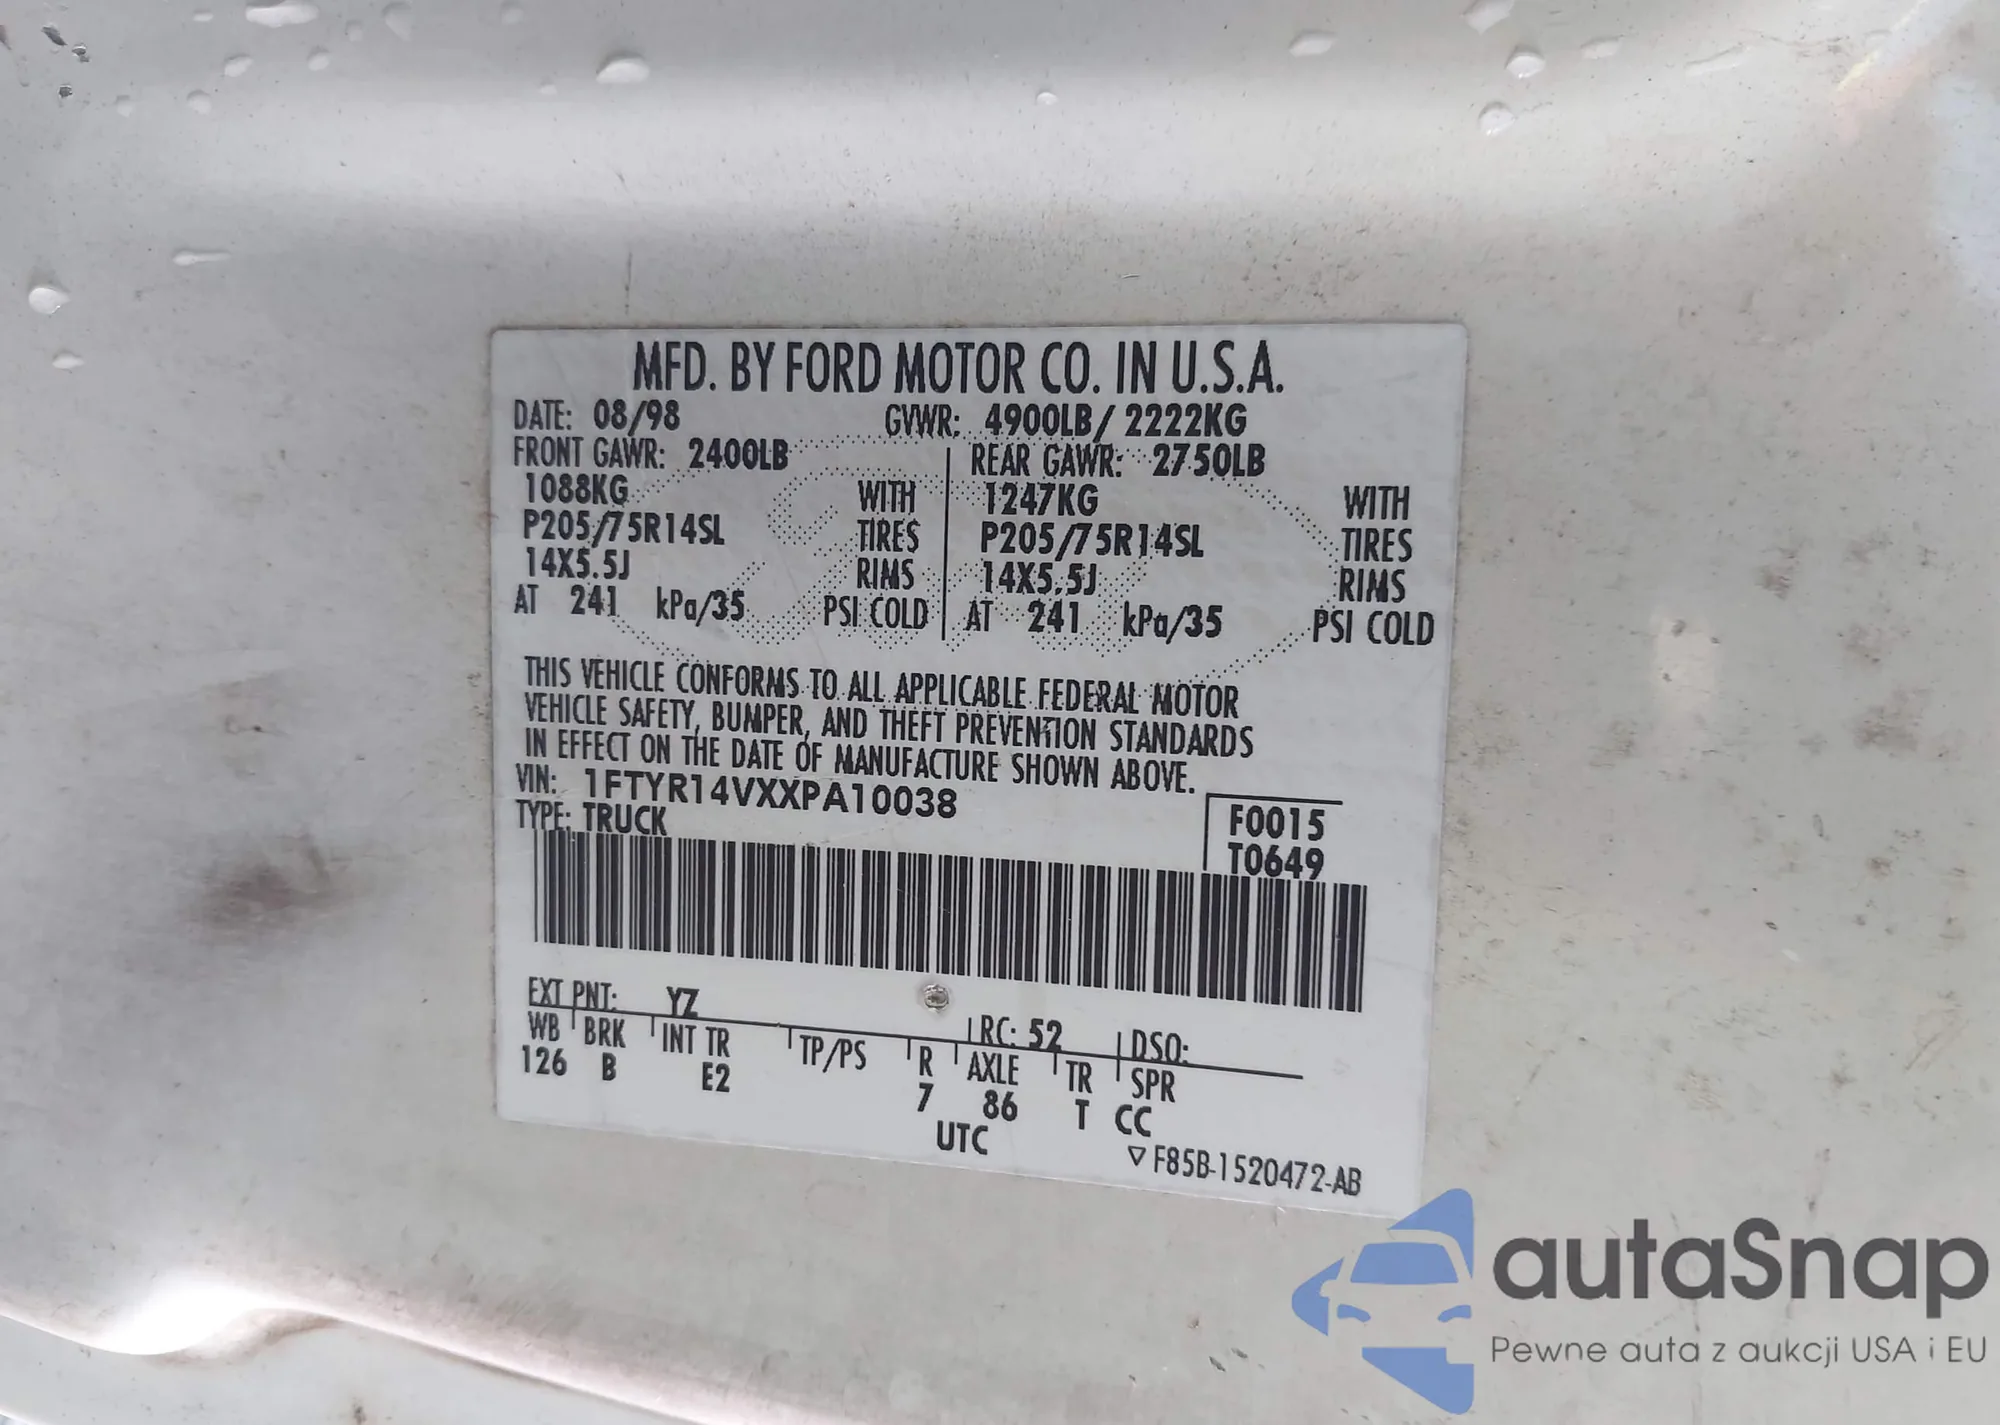 MFD. BY FORD MOTOR CO. IN U.S.A.
DATE: 08/98 GVWR: 4900LB/ 2222KG
FRONT GAWR: 2400LB REAR GAWR: 2750LB
1088KG WITH 1247KG WITH
P205/75R14SL TIRES P205/75R14SL TIRES
14X5.5J RIMS 14X5.5J RIMS
AT 241 kPa/35 PSI COLD AT 241 kPa/35 PSI COLD
THIS VEHICLE CONFORMS TO ALL APPLICABLE FEDERAL MOTOR
VEHICLE SAFETY, BUMPER, AND THEFT PREVENTION STANDARDS
IN EFFECT ON THE DATE OF MANUFACTURE SHOWN ABOVE.
VIN: 1FTYR14VXXPA10038
TYPE: TRUCK
F0015
T0649
EXT PNT: YZ RC: 52 DSO:
WB BRK INT TR TP/PS R AXLE TR SPR
126 B E2 7 86 T CC
UTC
▽ F85B-1520472-AB
autaSnap
Pewne auta z aukcji USA i EU